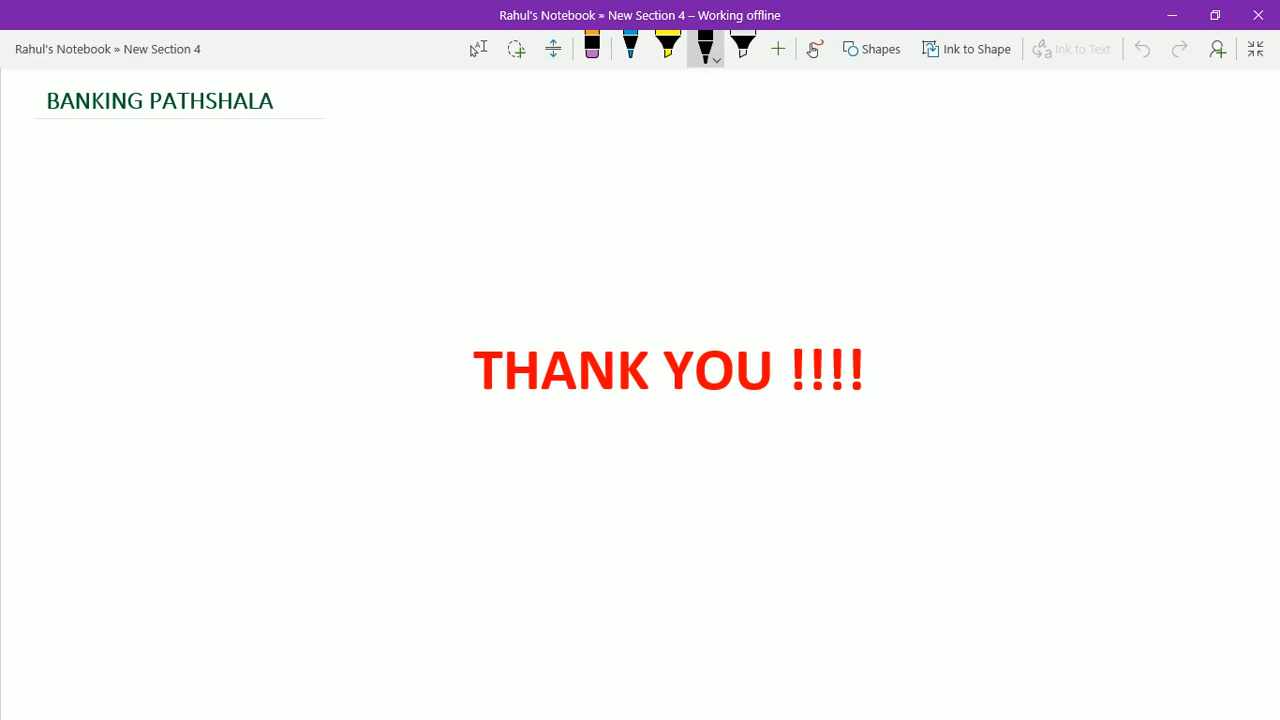 Rahul's Notebook » New Section 4 – Working offline
Rahul's Notebook » New Section 4
Shapes
Ink to Shape
Ink to Text
BANKING PATHSHALA
THANK YOU !!!!